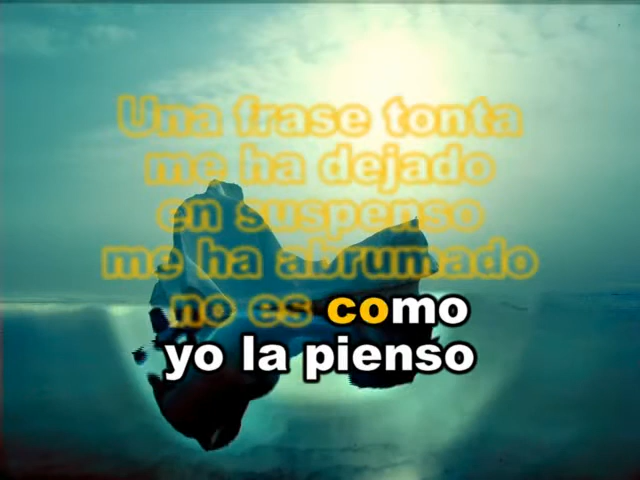 Una frase tonta
me ha dejado
en suspenso
me ha abrumado
no es como
yo la pienso